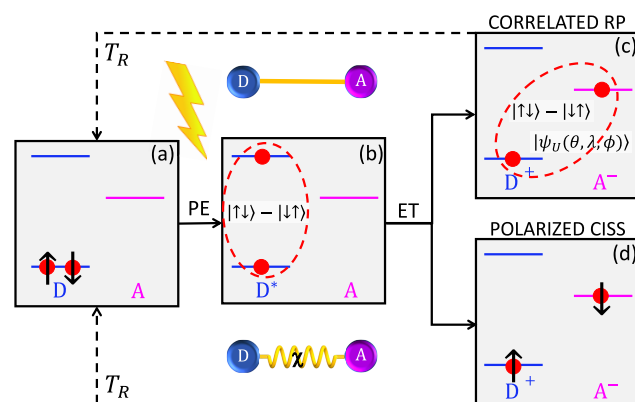 CORRELATED RP
T_R
D A
(c)
|↑↓⟩ − |↓↑⟩
|ψ_U(θ, λ, ϕ)⟩
D⁺ A⁻
(a)
D A
PE
(b)
|↑↓⟩ − |↓↑⟩
D* A
ET
POLARIZED CISS
(d)
D⁺ A⁻
D χ A
T_R